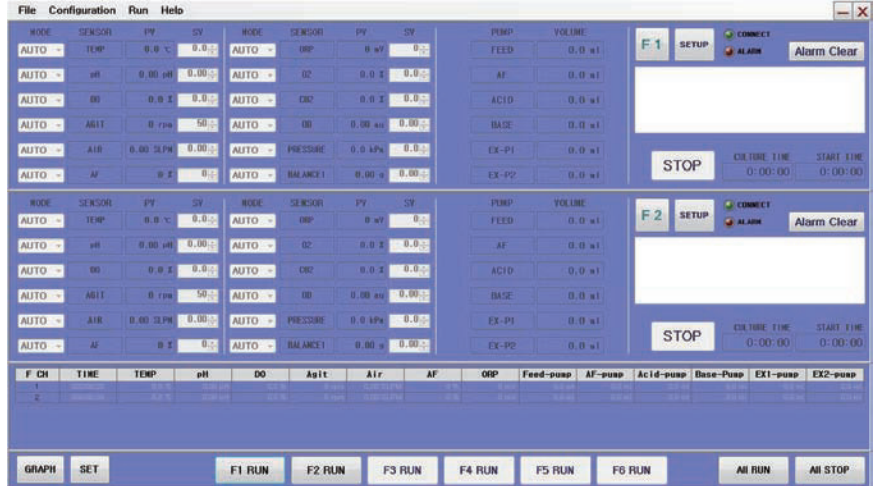 File Configuration Run Help
MODE SENSOR PV SV MODE SENSOR PV SV PUMP VOLUME
CONNECT
F 1 SETUP ALARM Alarm Clear
AUTO TEMP 0.0 ℃ 0.0 AUTO ORP 0 mV 0 FEED 0.0 ml
AUTO pH 0.00 pH 0.00 AUTO O2 0.0 % 0.0 AF 0.0 ml
AUTO DO 0.0 % 0.0 AUTO CO2 0.0 % 0.0 ACID 0.0 ml
AUTO AGIT 0 rpm 50 AUTO OD 0.00 au 0.00 BASE 0.0 ml
AUTO AIR 0.00 SLPM 0.00 AUTO PRESSURE 0.0 kPa 0.00 EX-P1 0.0 ml
AUTO AF 0 % 0 AUTO BALANCE1 0.00 0.00 EX-P2 0.0 ml
STOP CULTURE TIME START TIME
0:00:00 0:00:00
MODE SENSOR PV SV MODE SENSOR PV SV PUMP VOLUME
CONNECT
F 2 SETUP ALARM Alarm Clear
AUTO TEMP 0.0 ℃ 0.0 AUTO ORP 0 mV 0 FEED 0.0 ml
AUTO pH 0.00 pH 0.00 AUTO O2 0.0 % 0.0 AF 0.0 ml
AUTO DO 0.0 % 0.0 AUTO CO2 0.0 % 0.0 ACID 0.0 ml
AUTO AGIT 0 rpm 50 AUTO OD 0.00 au 0.00 BASE 0.0 ml
AUTO AIR 0.00 SLPM 0.00 AUTO PRESSURE 0.0 kPa 0.00 EX-P1 0.0 ml
AUTO AF 0 % 0 AUTO BALANCE1 0.00 0.00 EX-P2 0.0 ml
STOP CULTURE TIME START TIME
0:00:00 0:00:00
F CH TIME TEMP pH DO Agit Air AF ORP Feed-pump AF-pump Acid-pump Base-Pump EX1-pump EX2-pump
1
2
GRAPH SET F1 RUN F2 RUN F3 RUN F4 RUN F5 RUN F6 RUN All RUN All STOP